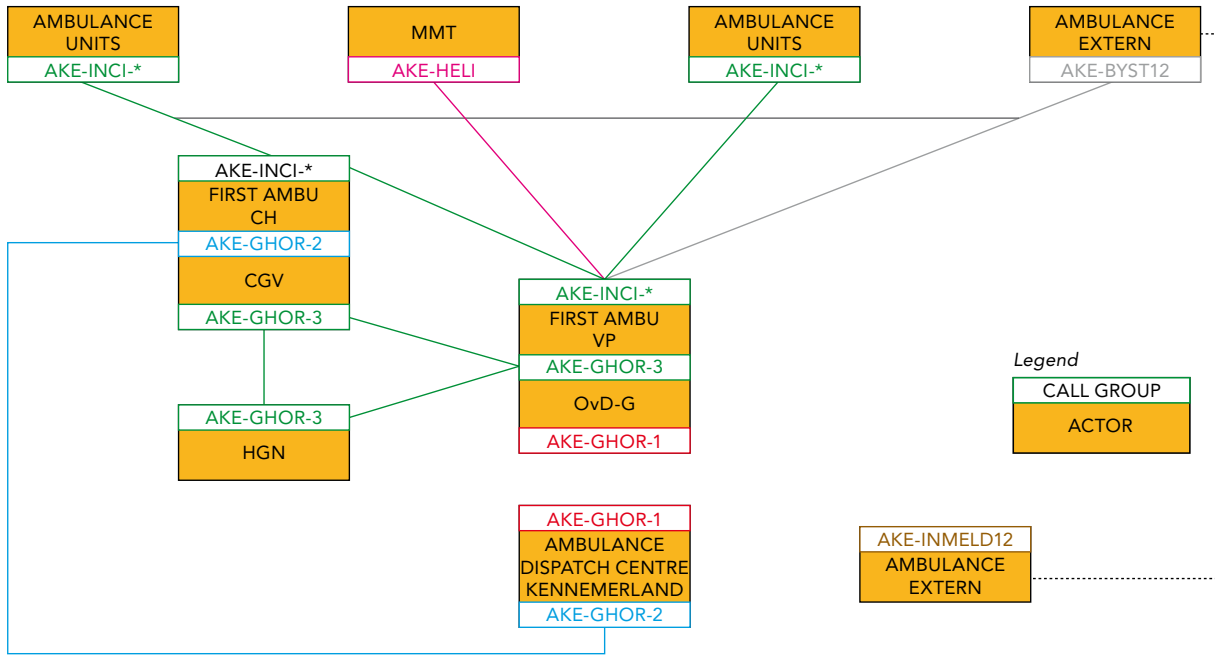 AMBULANCE
UNITS
AKE-INCI-*
MMT
AKE-HELI
AMBULANCE
UNITS
AKE-INCI-*
AMBULANCE
EXTERN
AKE-BYST12
AKE-INCI-*
FIRST AMBU
CH
AKE-GHOR-2
CGV
AKE-GHOR-3
AKE-GHOR-3
HGN
AKE-INCI-*
FIRST AMBU
VP
AKE-GHOR-3
OvD-G
AKE-GHOR-1
Legend
CALL GROUP
ACTOR
AKE-GHOR-1
AMBULANCE
DISPATCH CENTRE
KENNEMERLAND
AKE-GHOR-2
AKE-INMELD12
AMBULANCE
EXTERN